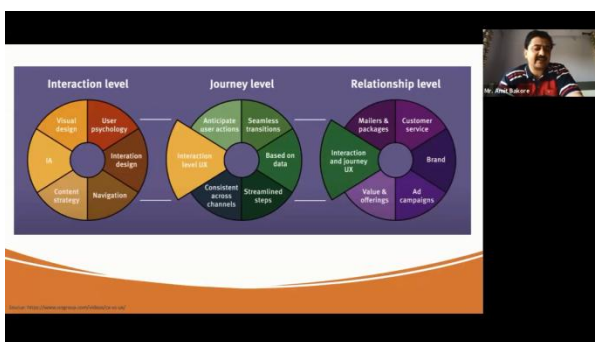 Interaction level
Journey level
Relationship level
Visual
design
User
psychology
IA
Interation
design
Content
strategy
Navigation
Anticipate
user actions
Seamless
transitions
Interaction
level UX
Based on
data
Consistent
across
channels
Streamlined
steps
Mailers &
packages
Customer
service
Interaction
and journey
UX
Brand
Value &
offerings
Ad
campaigns
Mr. Amit Bakore